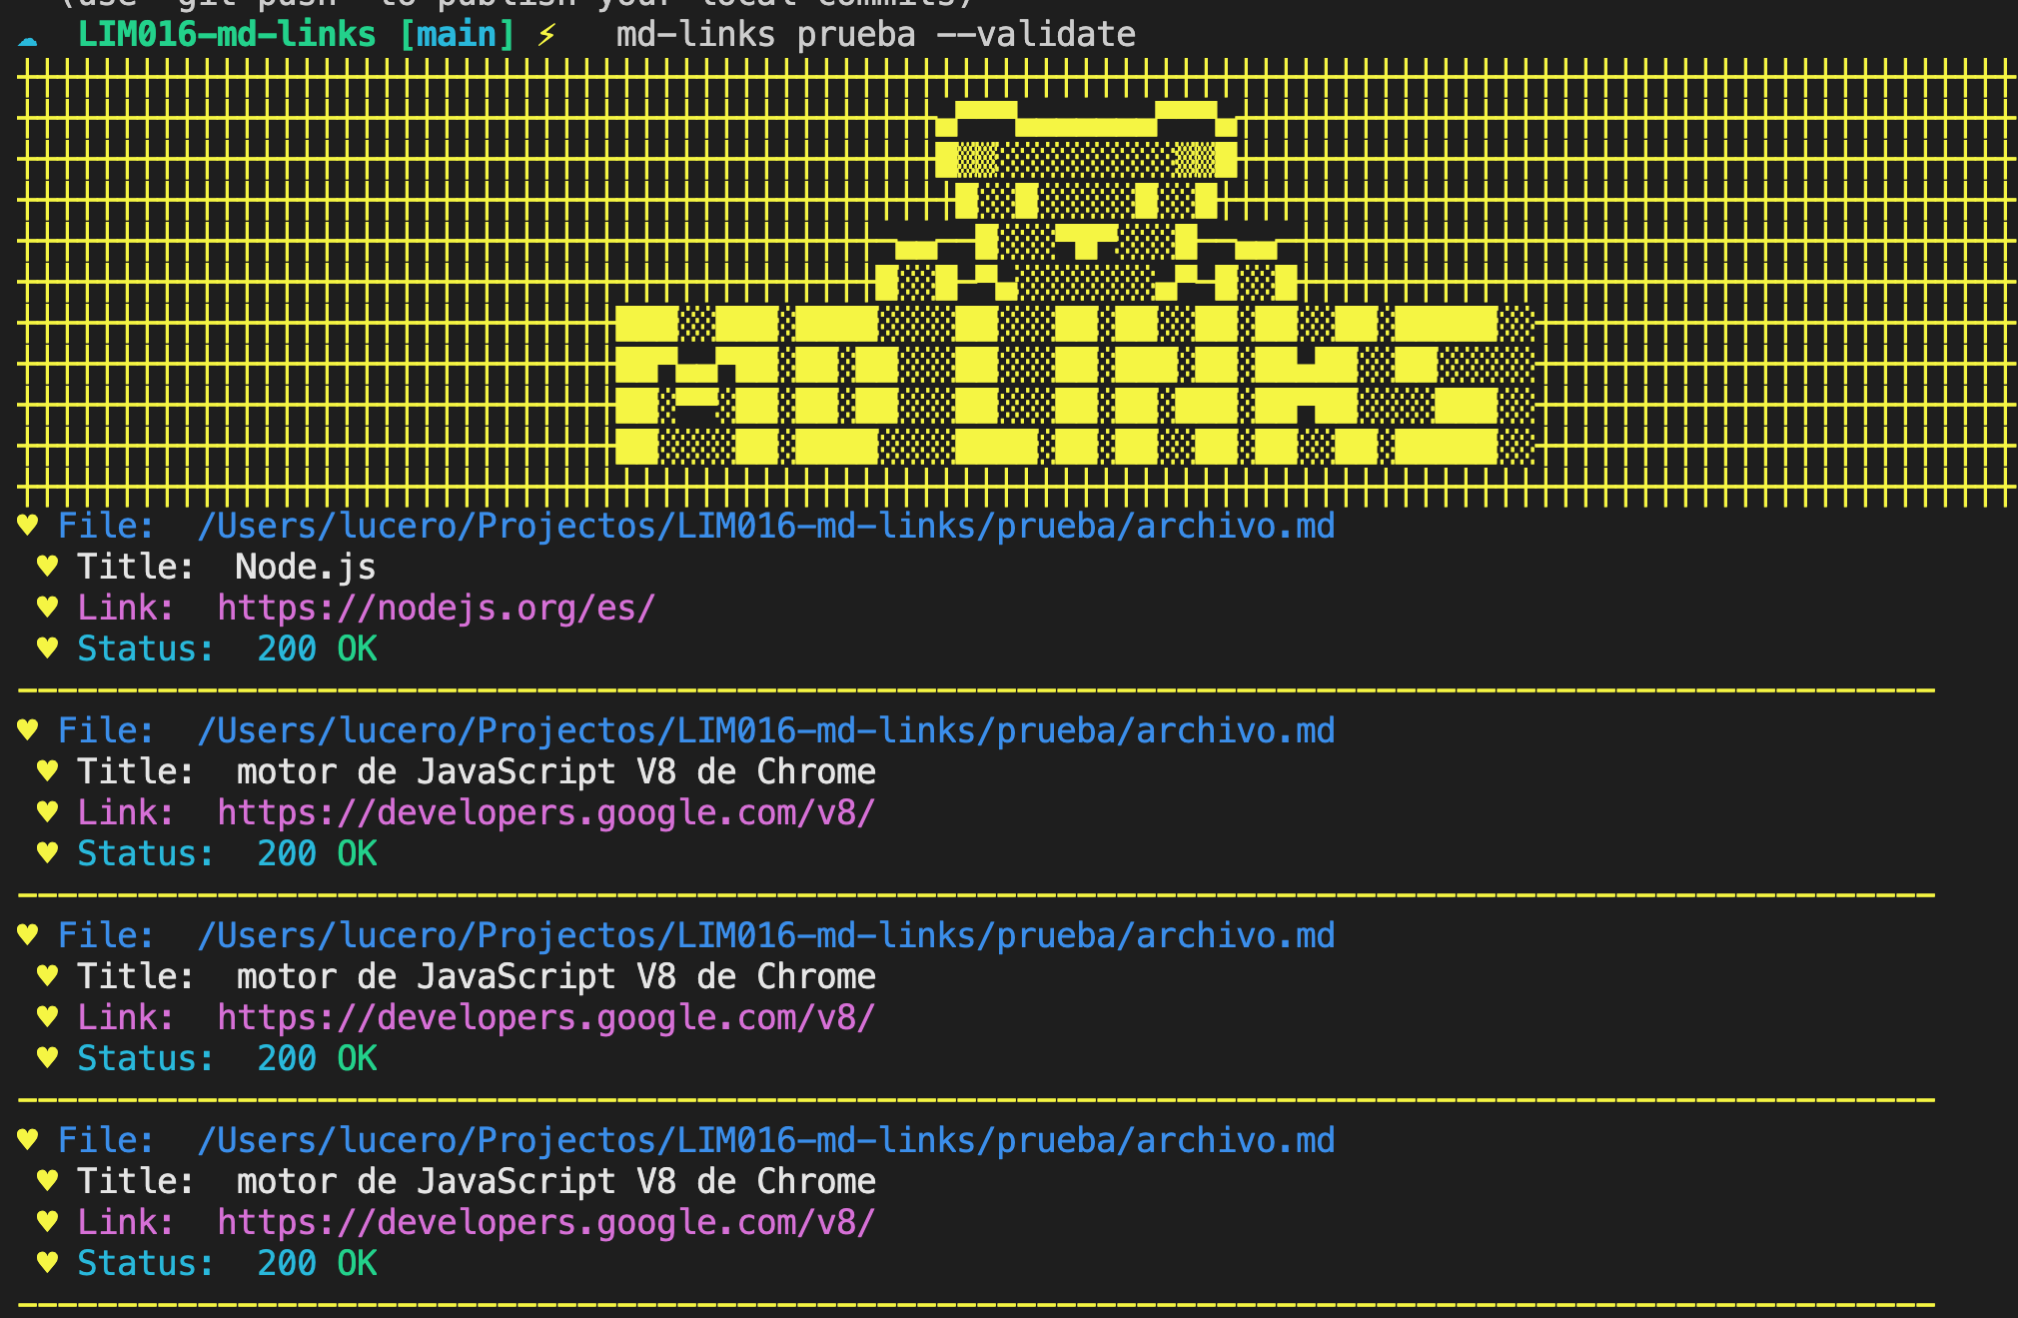 (use "git push" to publish your local commits)
LIM016-md-links [main] ⚡ md-links prueba --validate
MD LINKS
♥ File: /Users/lucero/Projectos/LIM016-md-links/prueba/archivo.md
♥ Title: Node.js
♥ Link: https://nodejs.org/es/
♥ Status: 200 OK
♥ File: /Users/lucero/Projectos/LIM016-md-links/prueba/archivo.md
♥ Title: motor de JavaScript V8 de Chrome
♥ Link: https://developers.google.com/v8/
♥ Status: 200 OK
♥ File: /Users/lucero/Projectos/LIM016-md-links/prueba/archivo.md
♥ Title: motor de JavaScript V8 de Chrome
♥ Link: https://developers.google.com/v8/
♥ Status: 200 OK
♥ File: /Users/lucero/Projectos/LIM016-md-links/prueba/archivo.md
♥ Title: motor de JavaScript V8 de Chrome
♥ Link: https://developers.google.com/v8/
♥ Status: 200 OK